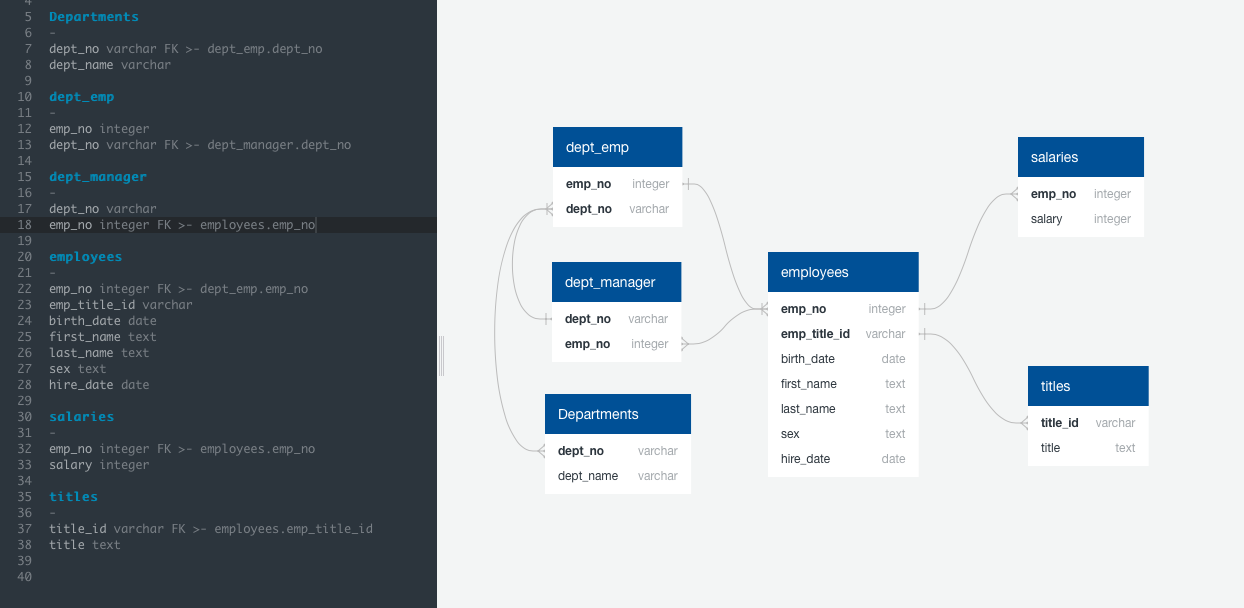 4
5 Departments
6 -
7 dept_no varchar FK >- dept_emp.dept_no
8 dept_name varchar
9
10 dept_emp
11 -
12 emp_no integer
13 dept_no varchar FK >- dept_manager.dept_no
14
15 dept_manager
16 -
17 dept_no varchar
18 emp_no integer FK >- employees.emp_no
19
20 employees
21 -
22 emp_no integer FK >- dept_emp.emp_no
23 emp_title_id varchar
24 birth_date date
25 first_name text
26 last_name text
27 sex text
28 hire_date date
29
30 salaries
31 -
32 emp_no integer FK >- employees.emp_no
33 salary integer
34
35 titles
36 -
37 title_id varchar FK >- employees.emp_title_id
38 title text
39
40
dept_emp
emp_no integer
dept_no varchar
dept_manager
dept_no varchar
emp_no integer
Departments
dept_no varchar
dept_name varchar
employees
emp_no integer
emp_title_id varchar
birth_date date
first_name text
last_name text
sex text
hire_date date
salaries
emp_no integer
salary integer
titles
title_id varchar
title text